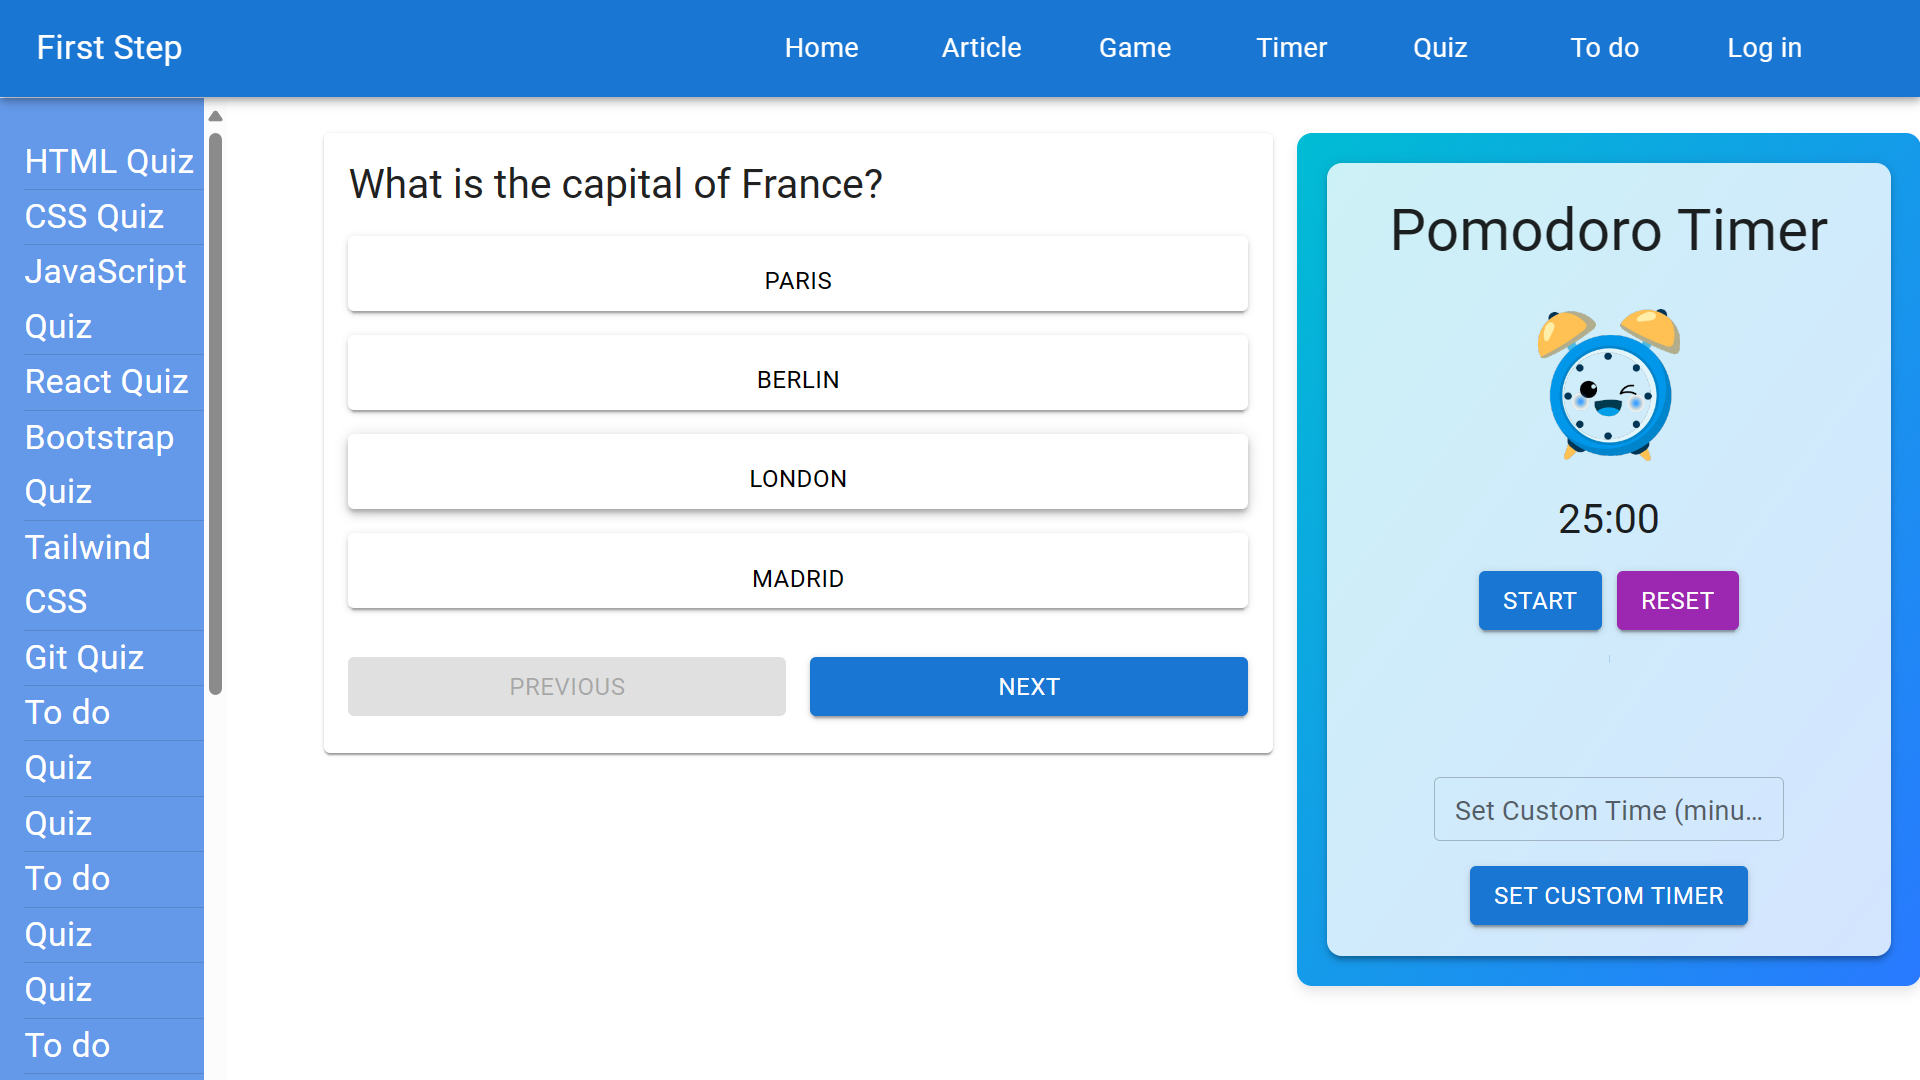 First Step
Home
Article
Game
Timer
Quiz
To do
Log in
HTML Quiz
CSS Quiz
JavaScript
Quiz
React Quiz
Bootstrap
Quiz
Tailwind
CSS
Git Quiz
To do
Quiz
Quiz
To do
Quiz
Quiz
To do
What is the capital of France?
PARIS
BERLIN
LONDON
MADRID
PREVIOUS
NEXT
Pomodoro Timer
25:00
START
RESET
Set Custom Time (minu...
SET CUSTOM TIMER